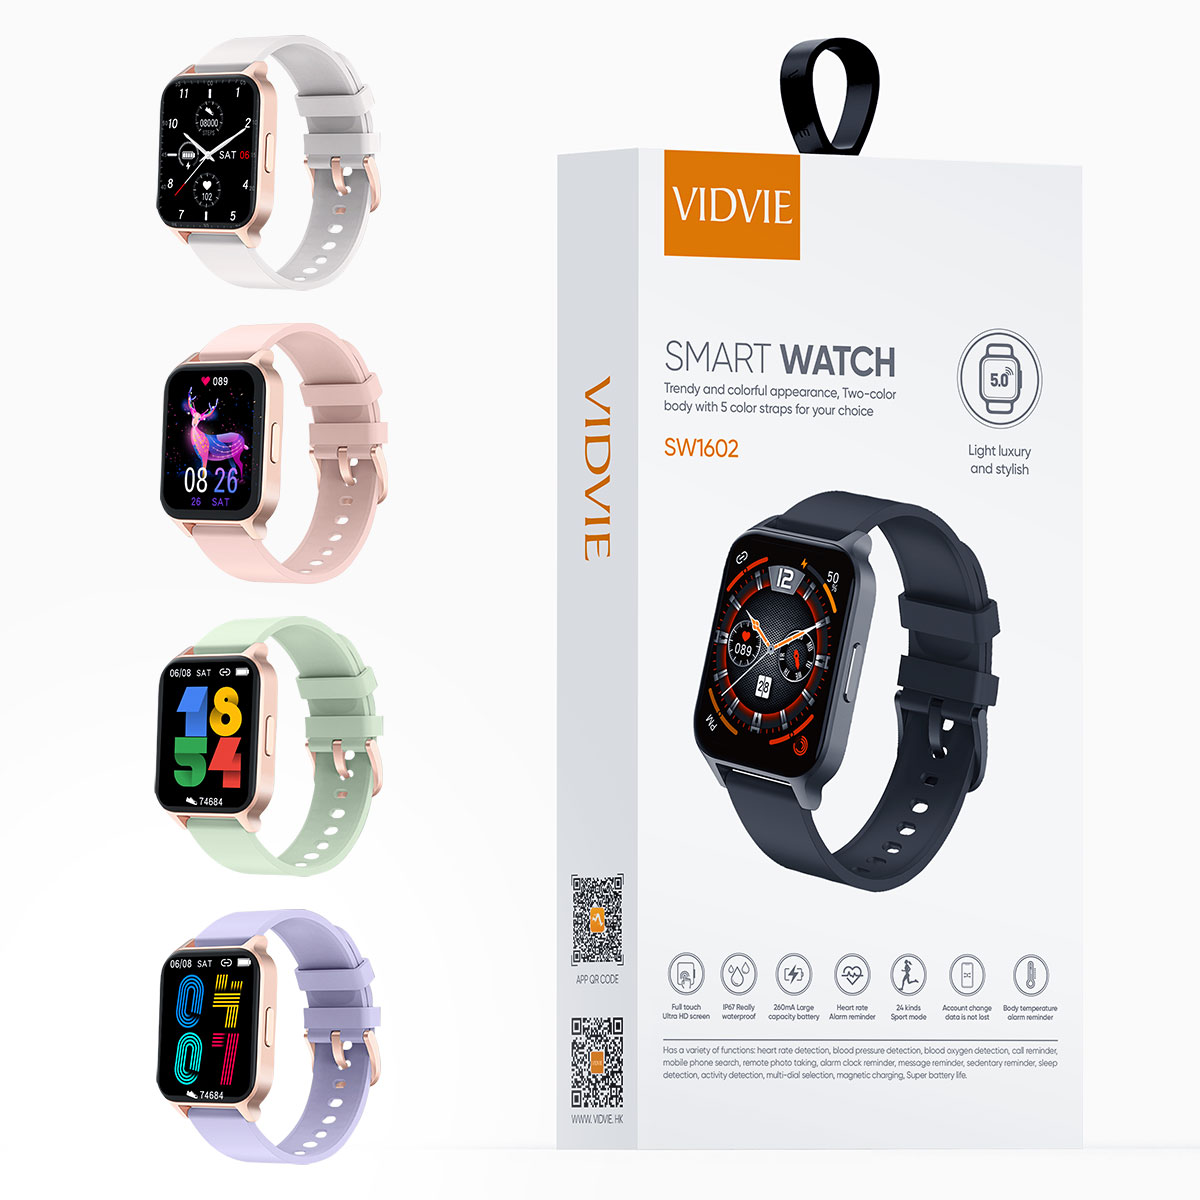 11
1
10
08000
STEPS
2
SAT 06
8
102
4
7
5
089
08 26
26 SAT
06/08 SAT
18
54
74684
06/08 SAT
07
07
74684
VIDVIE
SMART WATCH
Trendy and colorful appearance, Two-color
body with 5 color straps for your choice
SW1602
5.0
Light luxury
and stylish
VIDVIE
12
50
089
28
PM
APP QR CODE
VIDVIE
WWW. VIDVIE. HK
Full touch
Ultra HD screen
IP67 Really
waterproof
260mA Large
capacity battery
Heart rate
Alarm reminder
24 kinds
Sport mode
Account change
data is not lost
Body temperature
alarm reminder
Has a variety of functions: heart rate detection, blood pressure detection, blood oxygen detection, call reminder,
mobile phone search, remote photo taking, alarm clock reminder, message reminder, sedentary reminder, sleep
detection, activity detection, multi-dial selection, magnetic charging, Super battery life.